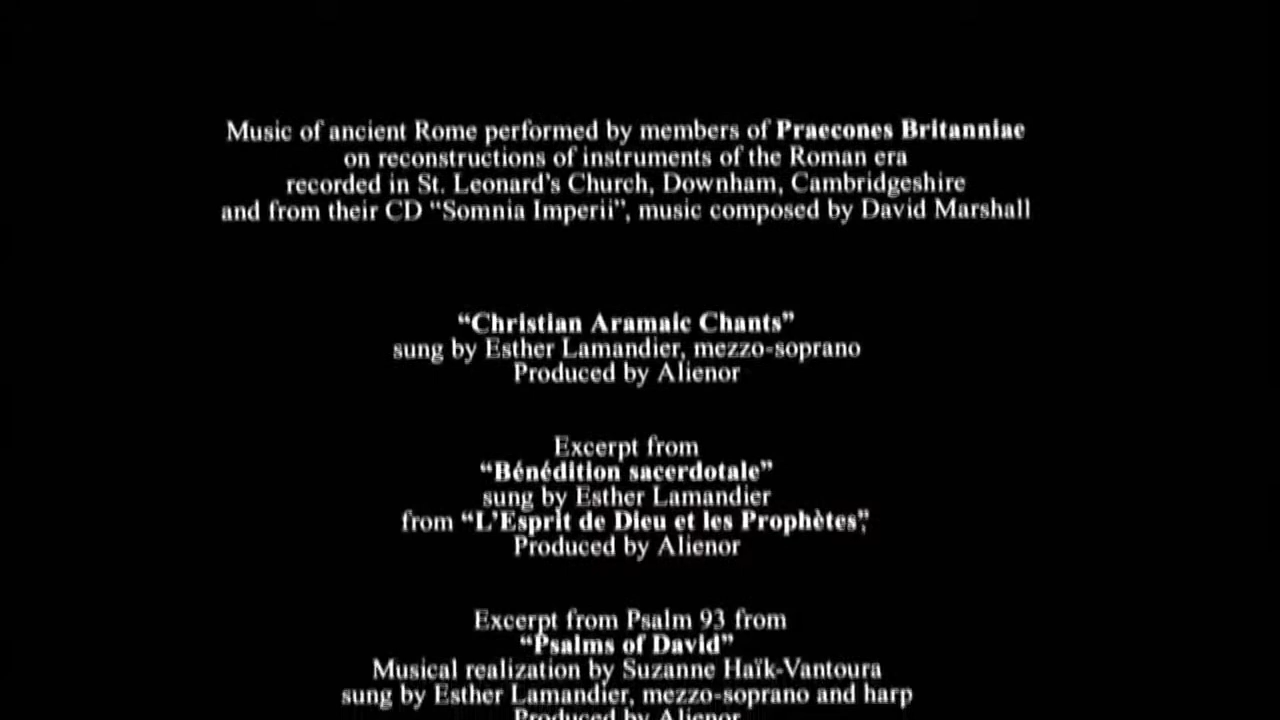 Music of ancient Rome performed by members of Praecones Britanniae
on reconstructions of instruments of the Roman era
recorded in St. Leonard's Church, Downham, Cambridgeshire
and from their CD “Somnia Imperii”, music composed by David Marshall
“Christian Aramaic Chants”
sung by Esther Lamandier, mezzo-soprano
Produced by Alienor
Excerpt from
“Bénédition sacerdotale”
sung by Esther Lamandier
from “L'Esprit de Dieu et les Prophètes”,
Produced by Alienor
Excerpt from Psalm 93 from
“Psalms of David”
Musical realization by Suzanne Haïk-Vantoura
sung by Esther Lamandier, mezzo-soprano and harp
Produced by Alienor